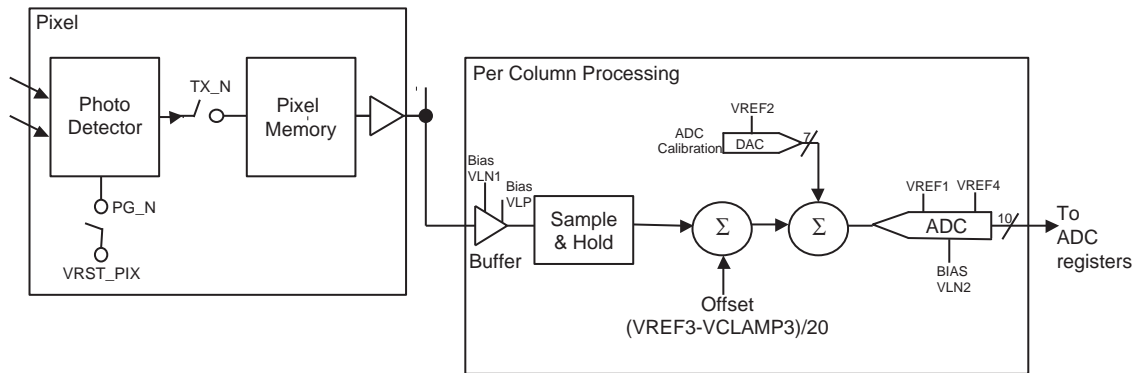 Pixel
Photo
Detector
TX_N
Pixel
Memory
PG_N
VRST_PIX
Per Column Processing
VREF2
ADC
Calibration
DAC
7
Bias
VLN1
Bias
VLP
Buffer
Sample
& Hold
Σ
Σ
VREF1
VREF4
ADC
10
BIAS
VLN2
To
ADC
registers
Offset
(VREF3-VCLAMP3)/20